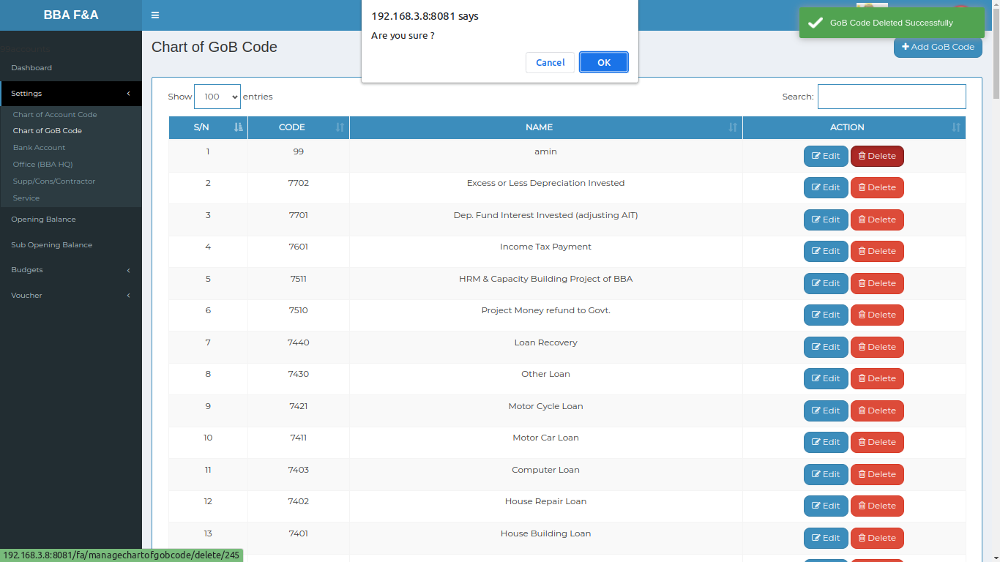 BBA F&A
192.168.3.8:8081 says
Are you sure ?
Cancel OK
GoB Code Deleted Successfully
Chart of GoB Code
Add GoB Code
Dashboard
Settings
Chart of Account Code
Chart of GoB Code
Bank Account
Office (BBA HQ)
Supp/Cons/Contractor
Service
Opening Balance
Sub Opening Balance
Budgets
Voucher
Show 100 entries
Search:
S/N CODE NAME ACTION
1 99 amin Edit Delete
2 7702 Excess or Less Depreciation Invested Edit Delete
3 7701 Dep. Fund Interest Invested (adjusting AIT) Edit Delete
4 7601 Income Tax Payment Edit Delete
5 7511 HRM & Capacity Building Project of BBA Edit Delete
6 7510 Project Money refund to Govt. Edit Delete
7 7440 Loan Recovery Edit Delete
8 7430 Other Loan Edit Delete
9 7421 Motor Cycle Loan Edit Delete
10 7411 Motor Car Loan Edit Delete
11 7403 Computer Loan Edit Delete
12 7402 House Repair Loan Edit Delete
13 7401 House Building Loan Edit Delete
192.168.3.8:8081/fa/managechartofgobcode/delete/245